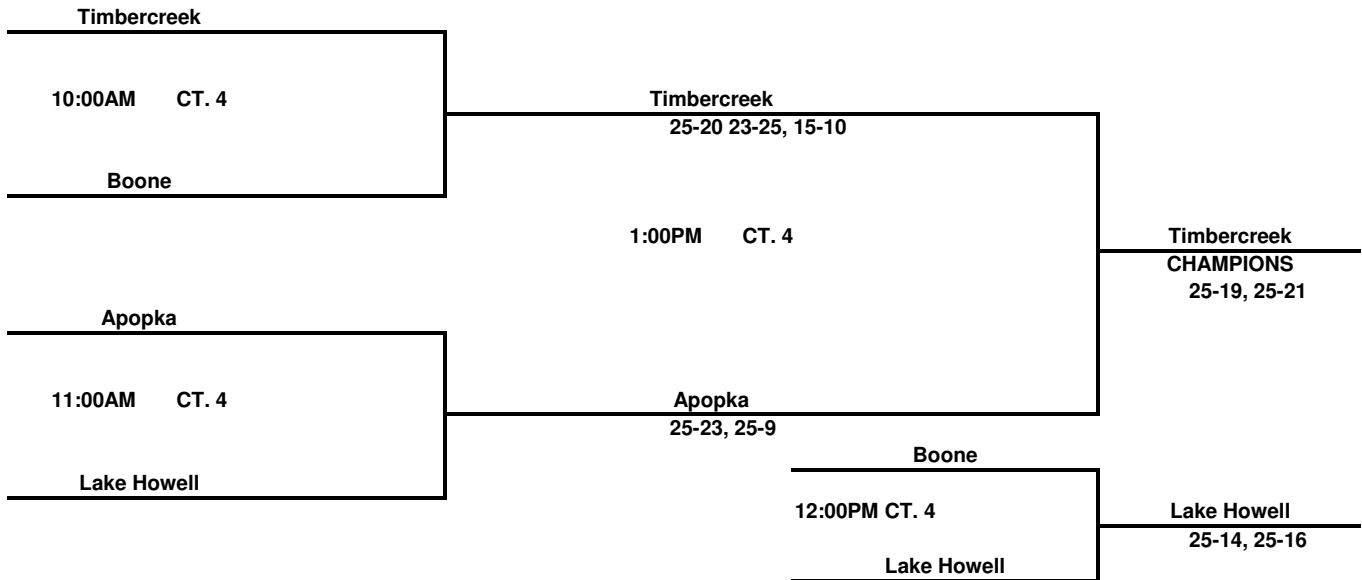 Timbercreek
10:00AM CT. 4
Timbercreek
25-20 23-25, 15-10
Boone
1:00PM CT. 4
Timbercreek
CHAMPIONS
25-19, 25-21
Apopka
11:00AM CT. 4
Apopka
25-23, 25-9
Boone
Lake Howell
12:00PM CT. 4
Lake Howell
25-14, 25-16
Lake Howell